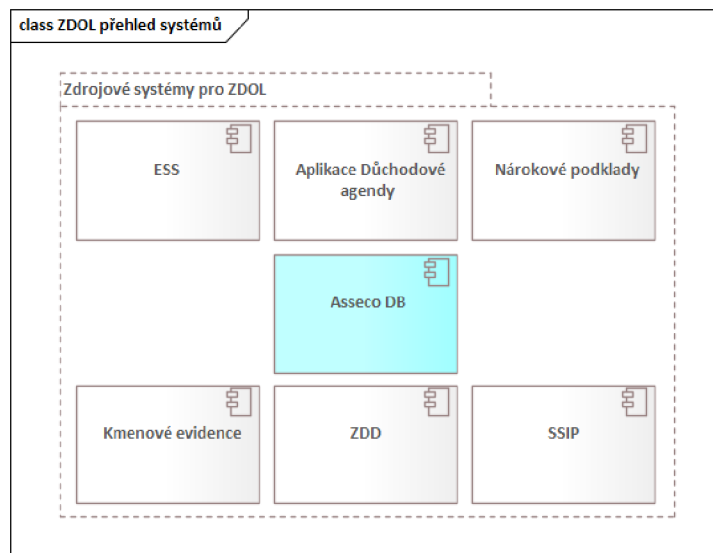 class ZDOL přehled systémů
Zdrojové systémy pro ZDOL
ESS
Aplikace Důchodové
agendy
Nárokové podklady
Asseco DB
Kmenové evidence
ZDD
SSIP